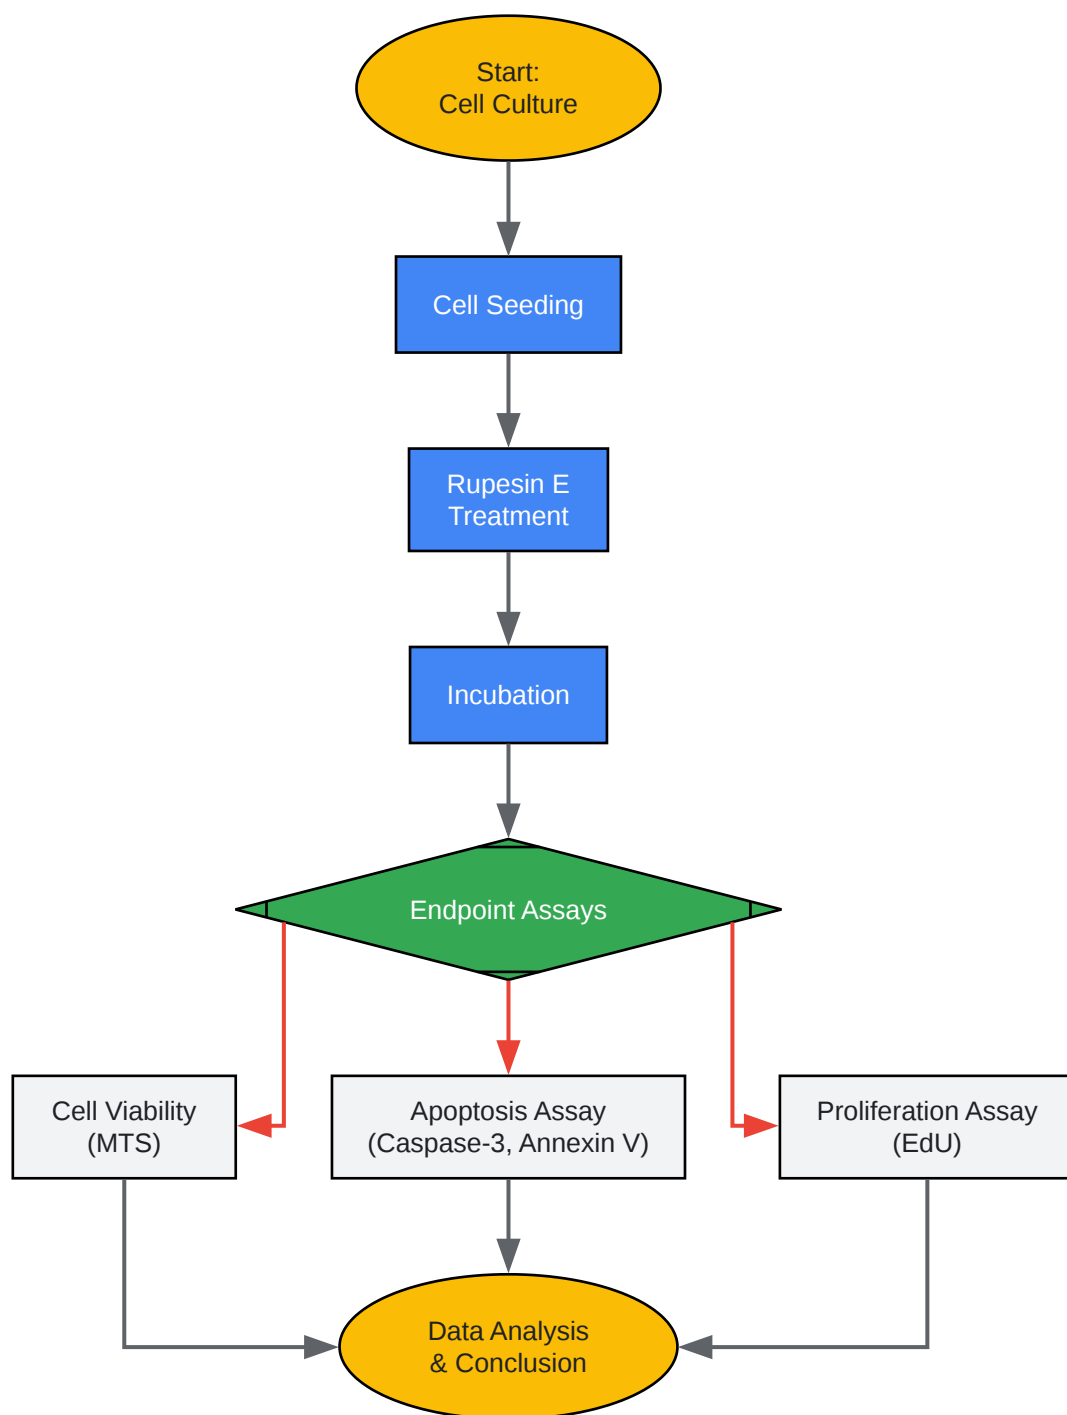 Start:
Cell Culture
Cell Seeding
Rupesin E
Treatment
Incubation
Endpoint Assays
Cell Viability
(MTS)
Apoptosis Assay
(Caspase-3, Annexin V)
Proliferation Assay
(EdU)
Data Analysis
& Conclusion